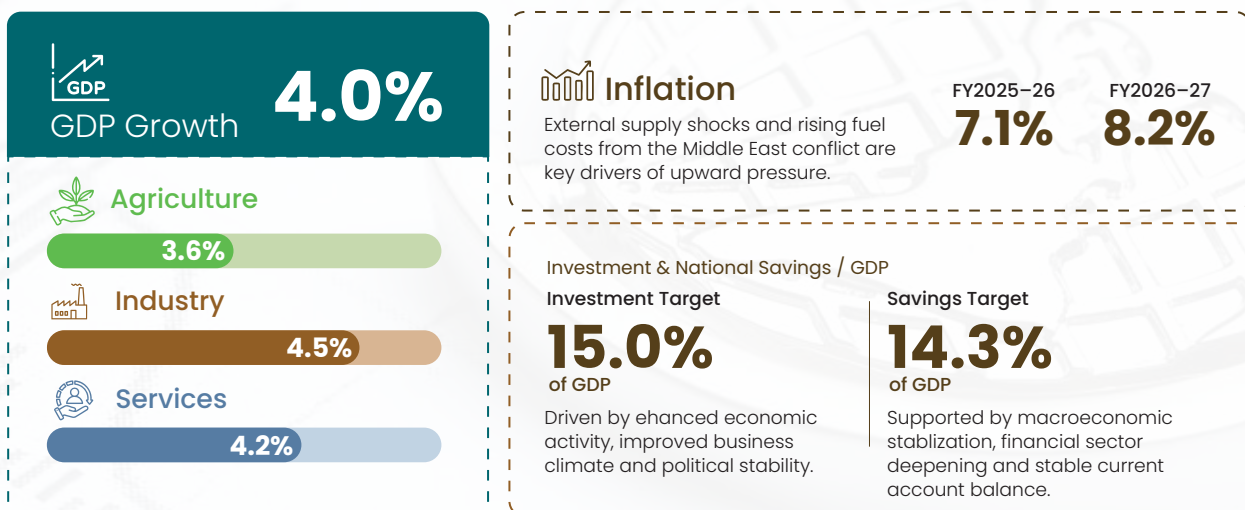 GDP
GDP Growth
4.0%
Agriculture
3.6%
Industry
4.5%
Services
4.2%
Inflation
External supply shocks and rising fuel
costs from the Middle East conflict are
key drivers of upward pressure.
FY2025–26
7.1%
FY2026–27
8.2%
Investment & National Savings / GDP
Investment Target
15.0%
of GDP
Driven by ehanced economic
activity, improved business
climate and political stability.
Savings Target
14.3%
of GDP
Supported by macroeconomic
stablization, financial sector
deepening and stable current
account balance.